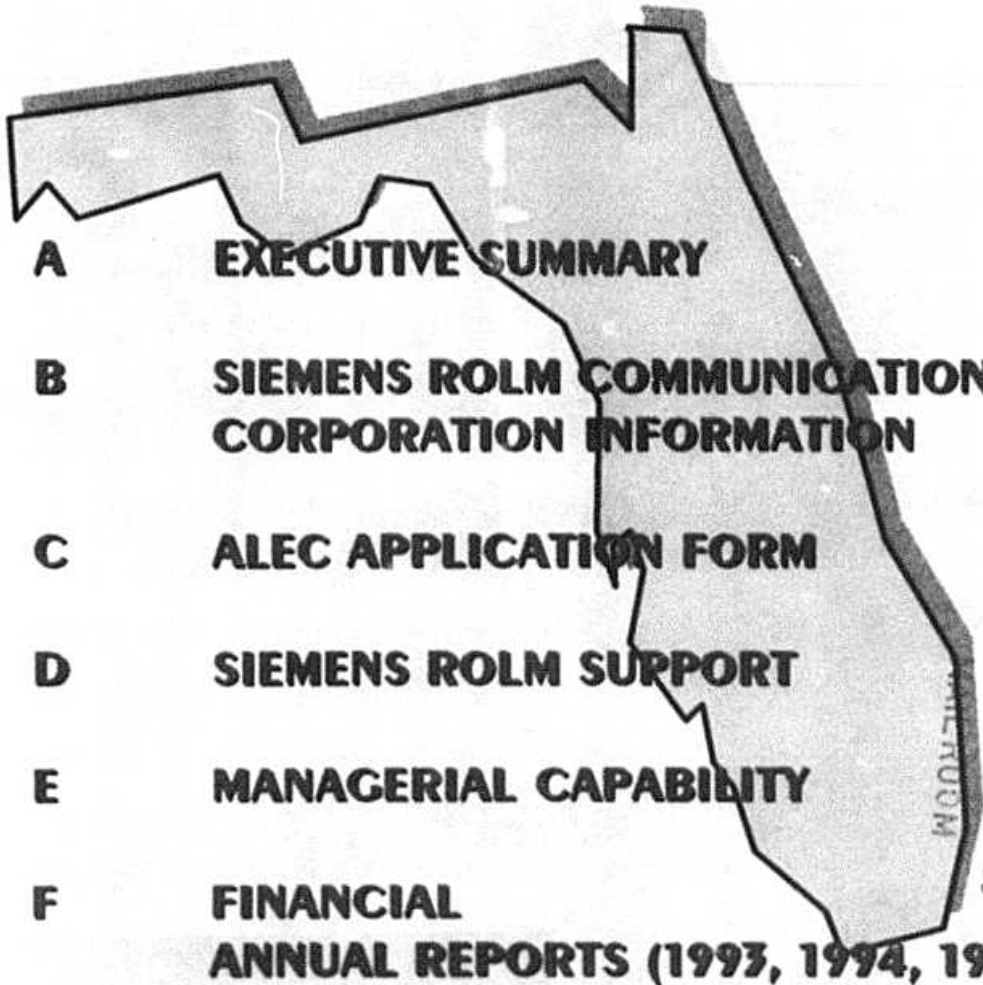 A EXECUTIVE SUMMARY
B SIEMENS ROLM COMMUNICATION
CORPORATION INFORMATION
C ALEC APPLICATION FORM
D SIEMENS ROLM SUPPORT
E MANAGERIAL CAPABILITY
F FINANCIAL
ANNUAL REPORTS (1993, 1994, 19